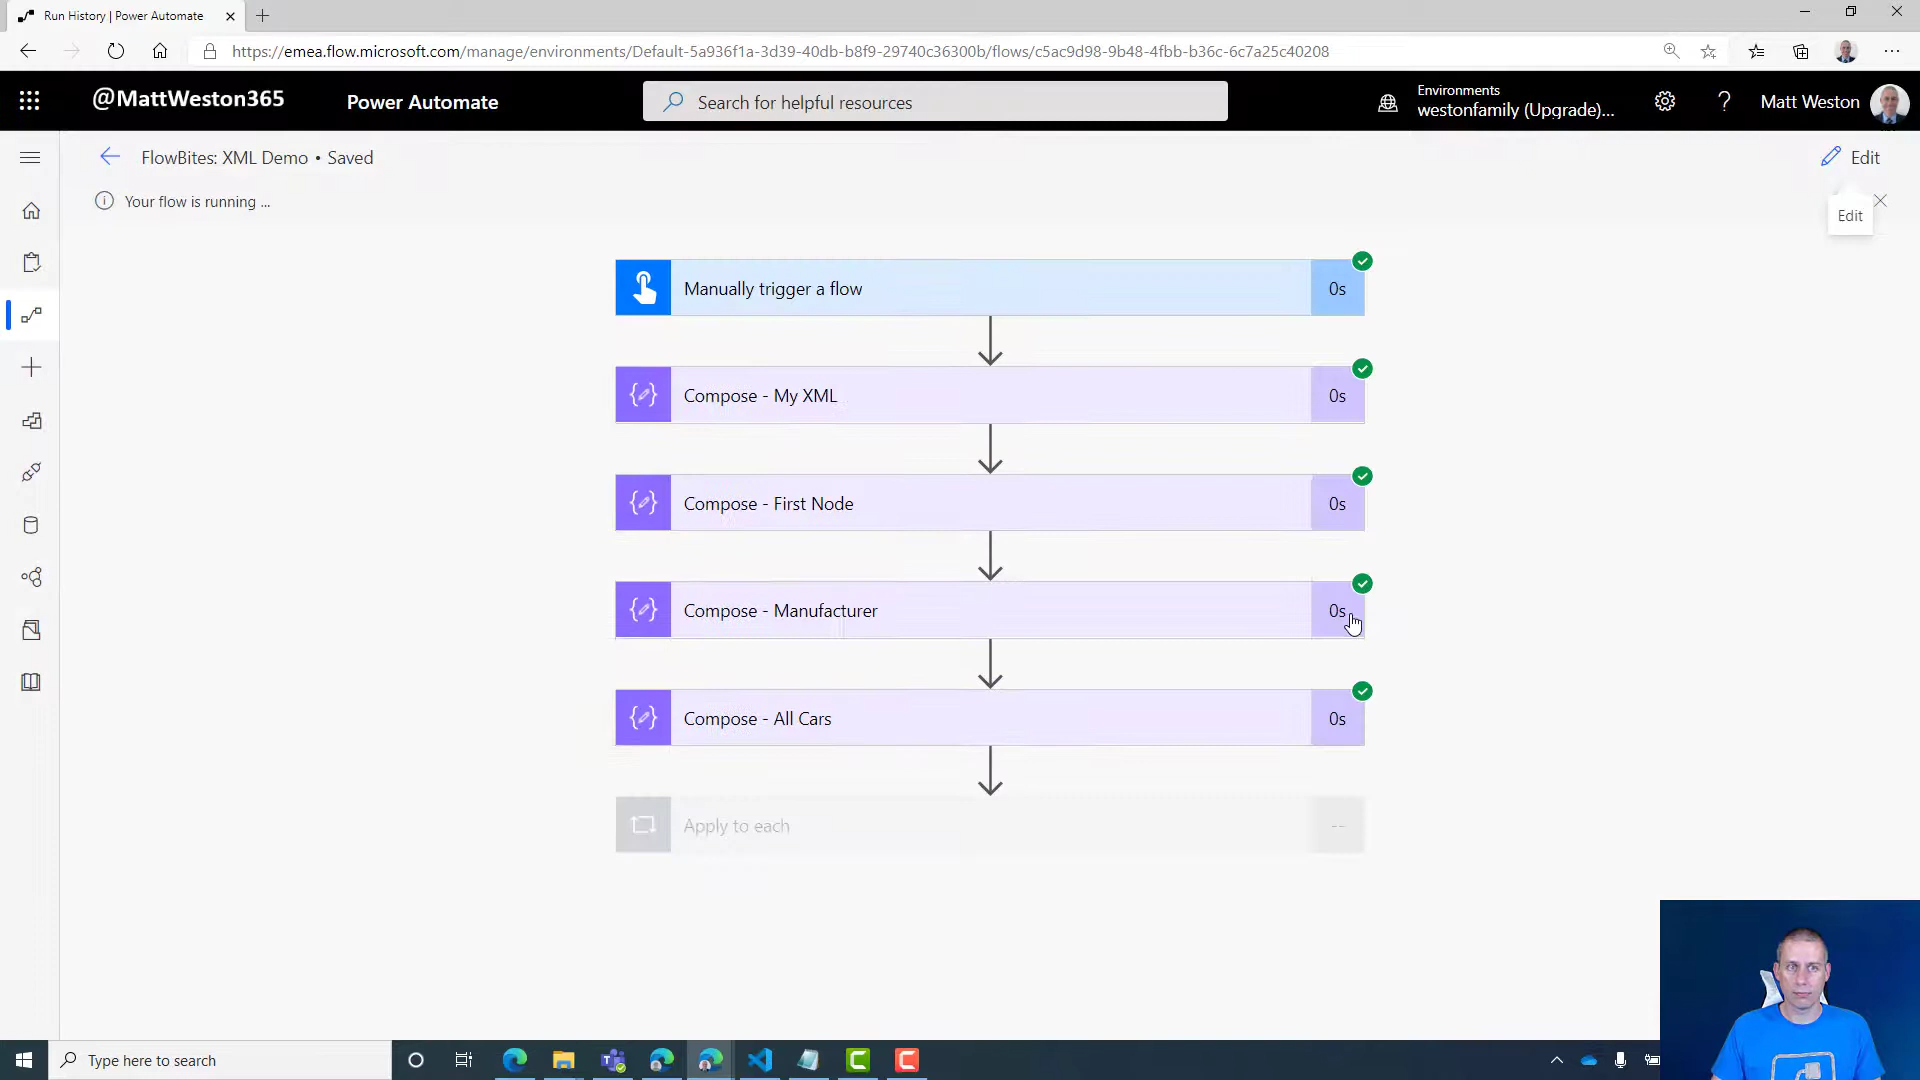 Run History | Power Automate
https://emea.flow.microsoft.com/manage/environments/Default-5a936f1a-3d39-40db-b8f9-29740c36300b/flows/c5ac9d98-9b48-4fbb-b36c-6c7a25c40208
@MattWeston365
Power Automate
Search for helpful resources
Environments
westonfamily (Upgrade)...
?
Matt Weston
FlowBites: XML Demo • Saved
Edit
Your flow is running ...
Edit
Manually trigger a flow
0s
Compose - My XML
0s
Compose - First Node
0s
Compose - Manufacturer
0s
Compose - All Cars
0s
Apply to each
--
Type here to search